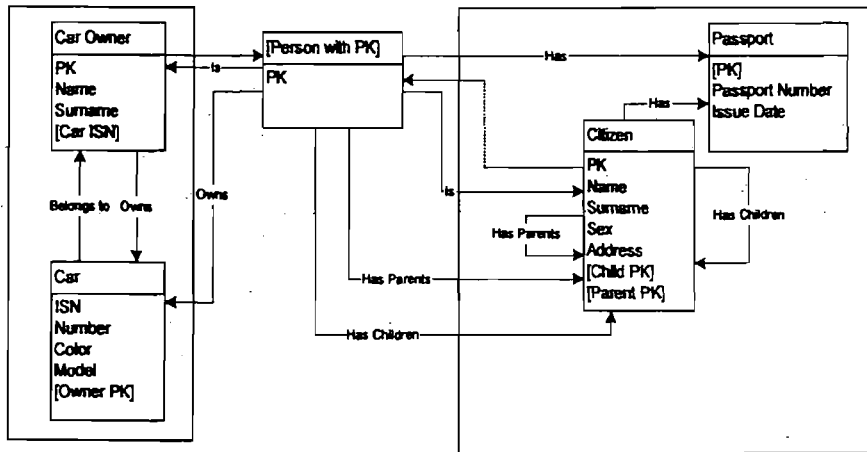 Car Owner
PK
Name
Surname
[Car ISN]
Belongs to
Owns
Car
ISN
Number
Color
Model
[Owner PK]
Is
Owns
[Person with PK]
PK
Has
Is
Has Parents
Has Children
Passport
[PK]
Passport Number
Issue Date
Has
Citizen
PK
Name
Surname
Sex
Address
[Child PK]
[Parent PK]
Has Parents
Has Children